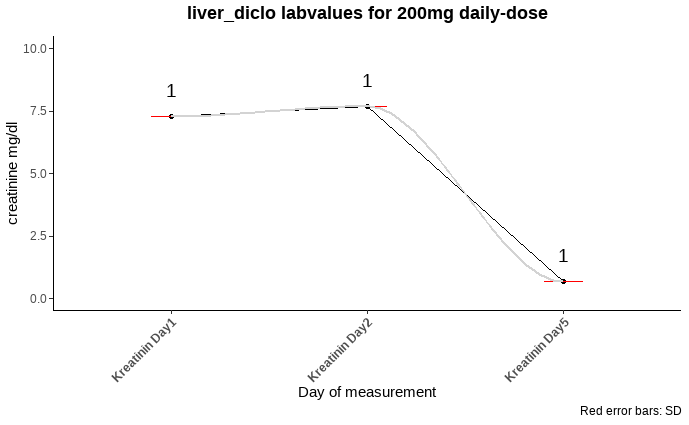 liver_diclo labvalues for 200mg daily-dose
10.0
7.5
5.0
2.5
0.0
creatinine mg/dl
1
1
1
Kreatinin Day1
Kreatinin Day2
Kreatinin Day5
Day of measurement
Red error bars: SD